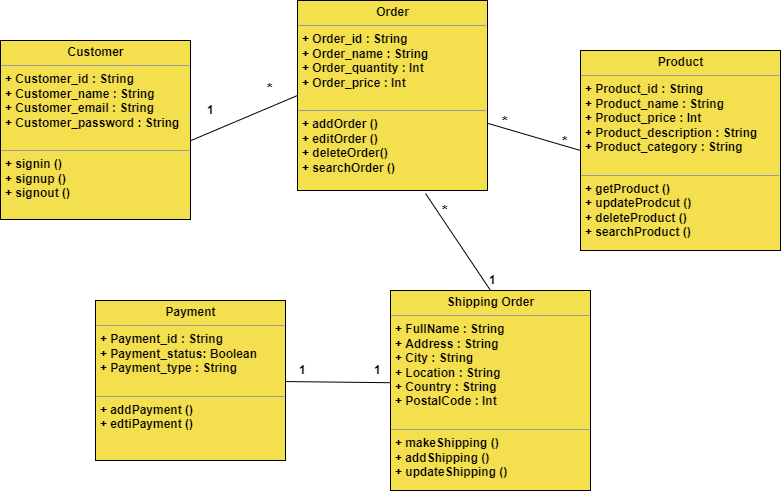 Customer
+ Customer_id : String
+ Customer_name : String
+ Customer_email : String
+ Customer_password : String
+ signin ()
+ signup ()
+ signout ()
1
*
Order
+ Order_id : String
+ Order_name : String
+ Order_quantity : Int
+ Order_price : Int
+ addOrder ()
+ editOrder ()
+ deleteOrder()
+ searchOrder ()
*
*
Product
+ Product_id : String
+ Product_name : String
+ Product_price : Int
+ Product_description : String
+ Product_category : String
+ getProduct ()
+ updateProdcut ()
+ deleteProduct ()
+ searchProduct ()
*
1
Payment
+ Payment_id : String
+ Payment_status: Boolean
+ Payment_type : String
+ addPayment ()
+ edtiPayment ()
1
1
Shipping Order
+ FullName : String
+ Address : String
+ City : String
+ Location : String
+ Country : String
+ PostalCode : Int
+ makeShipping ()
+ addShipping ()
+ updateShipping ()